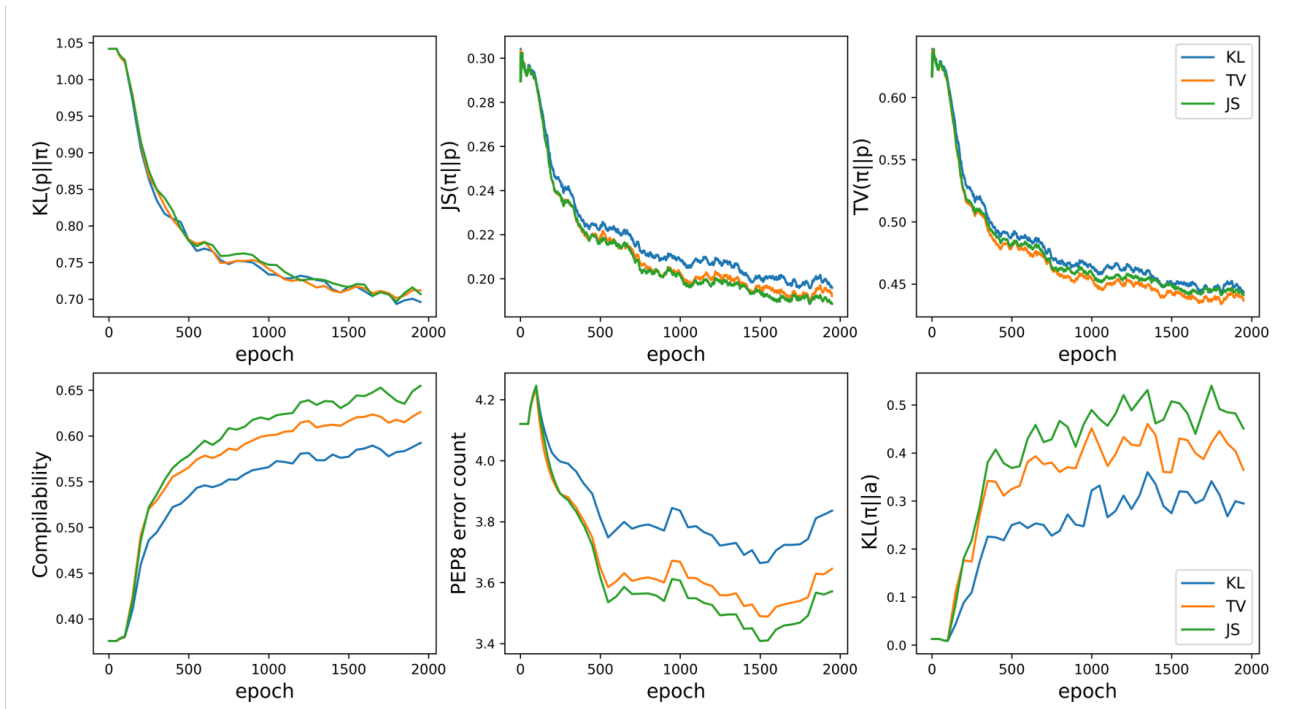 KL(p||π)
1.05
1.00
0.95
0.90
0.85
0.80
0.75
0.70
0 500 1000 1500 2000
epoch
JS(π||p)
0.30
0.28
0.26
0.24
0.22
0.20
0 500 1000 1500 2000
epoch
TV(π||p)
0.60
0.55
0.50
0.45
0 500 1000 1500 2000
epoch
KL
TV
JS
Compilability
0.65
0.60
0.55
0.50
0.45
0.40
0 500 1000 1500 2000
epoch
PEP8 error count
4.2
4.0
3.8
3.6
3.4
0 500 1000 1500 2000
epoch
KL(π||a)
0.5
0.4
0.3
0.2
0.1
0.0
0 500 1000 1500 2000
epoch
KL
TV
JS